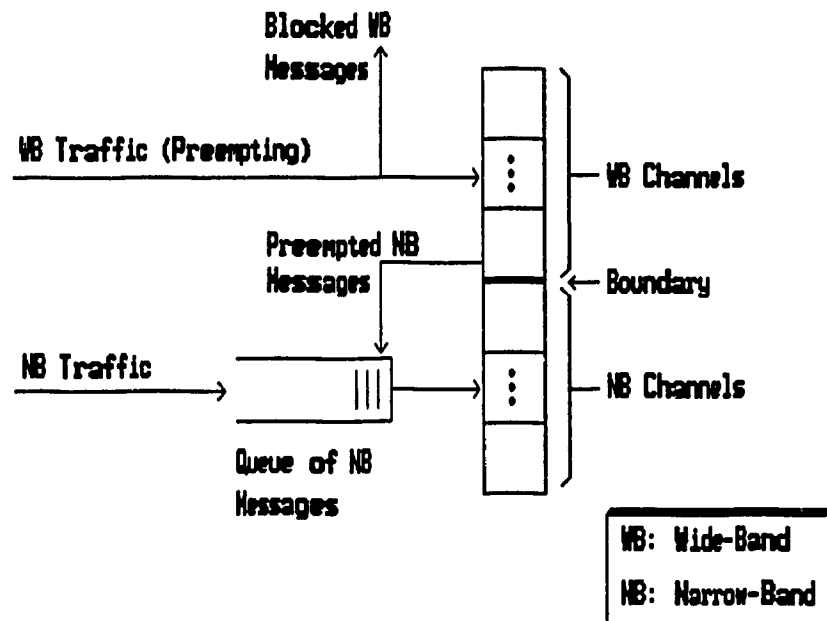 Blocked WB
Messages
WB Traffic (Preempting)
WB Channels
Preempted NB
Messages
Boundary
NB Traffic
NB Channels
Queue of NB
Messages
WB: Wide-Band
NB: Narrow-Band